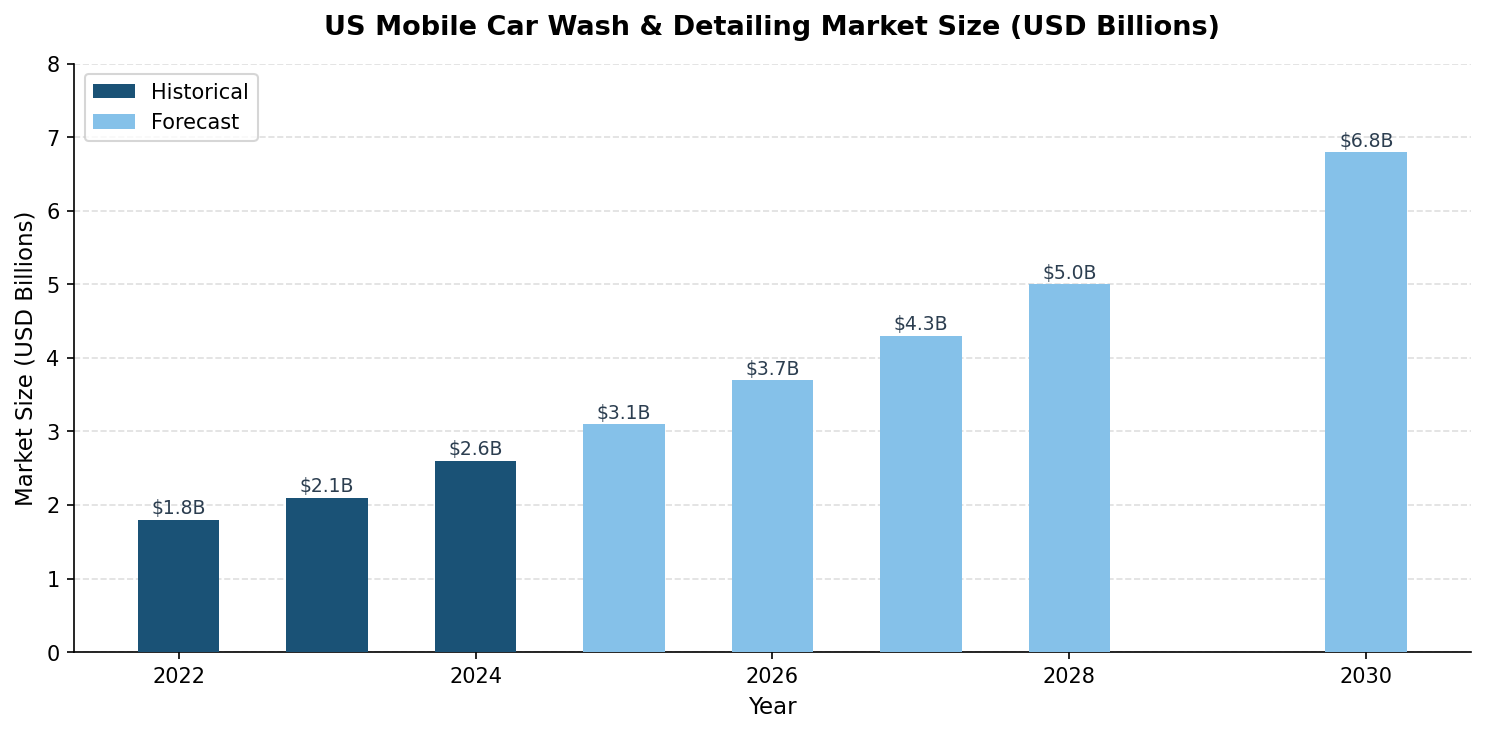 US Mobile Car Wash & Detailing Market Size (USD Billions)
Historical
Forecast
Market Size (USD Billions)
8
7
6
5
4
3
2
1
0
$1.8B
$2.1B
$2.6B
$3.1B
$3.7B
$4.3B
$5.0B
$6.8B
2022
2024
2026
2028
2030
Year